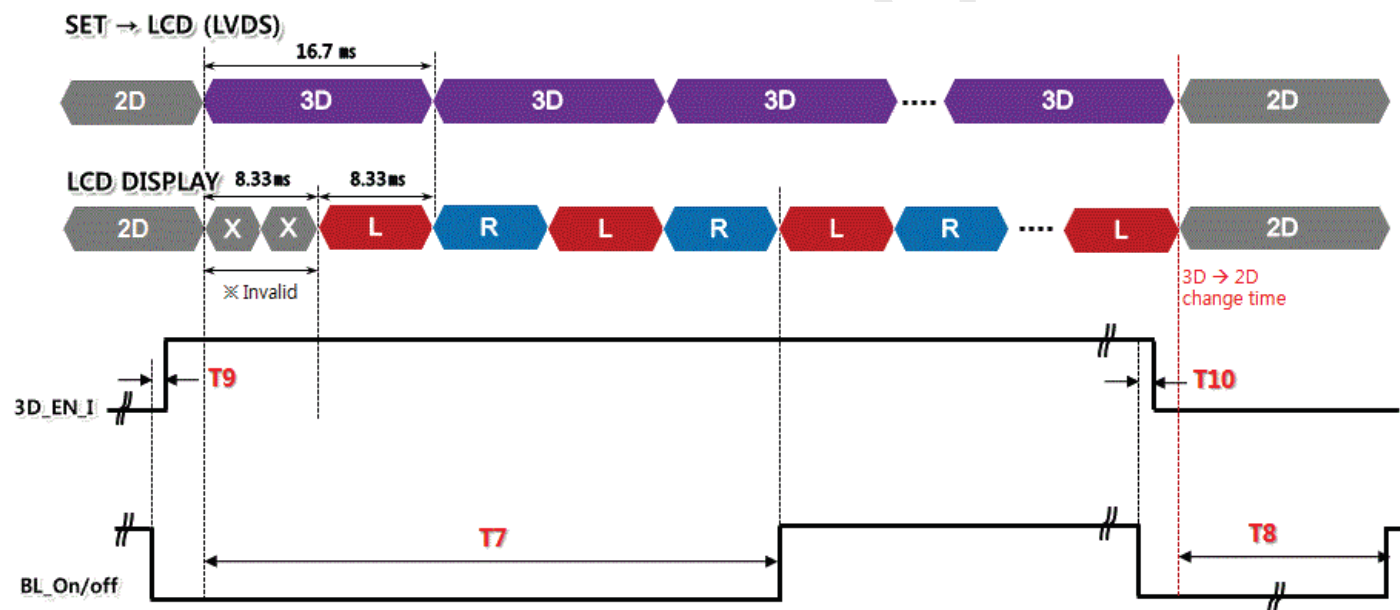 SET → LCD (LVDS)
16.7 ms
2D 3D 3D 3D .... 3D 2D
LCD DISPLAY 8.33ms 8.33ms
2D X X L R L R L R .... L 2D
※ Invalid
3D → 2D
change time
T9
T10
3D_EN_I
T7
T8
BL_On/off